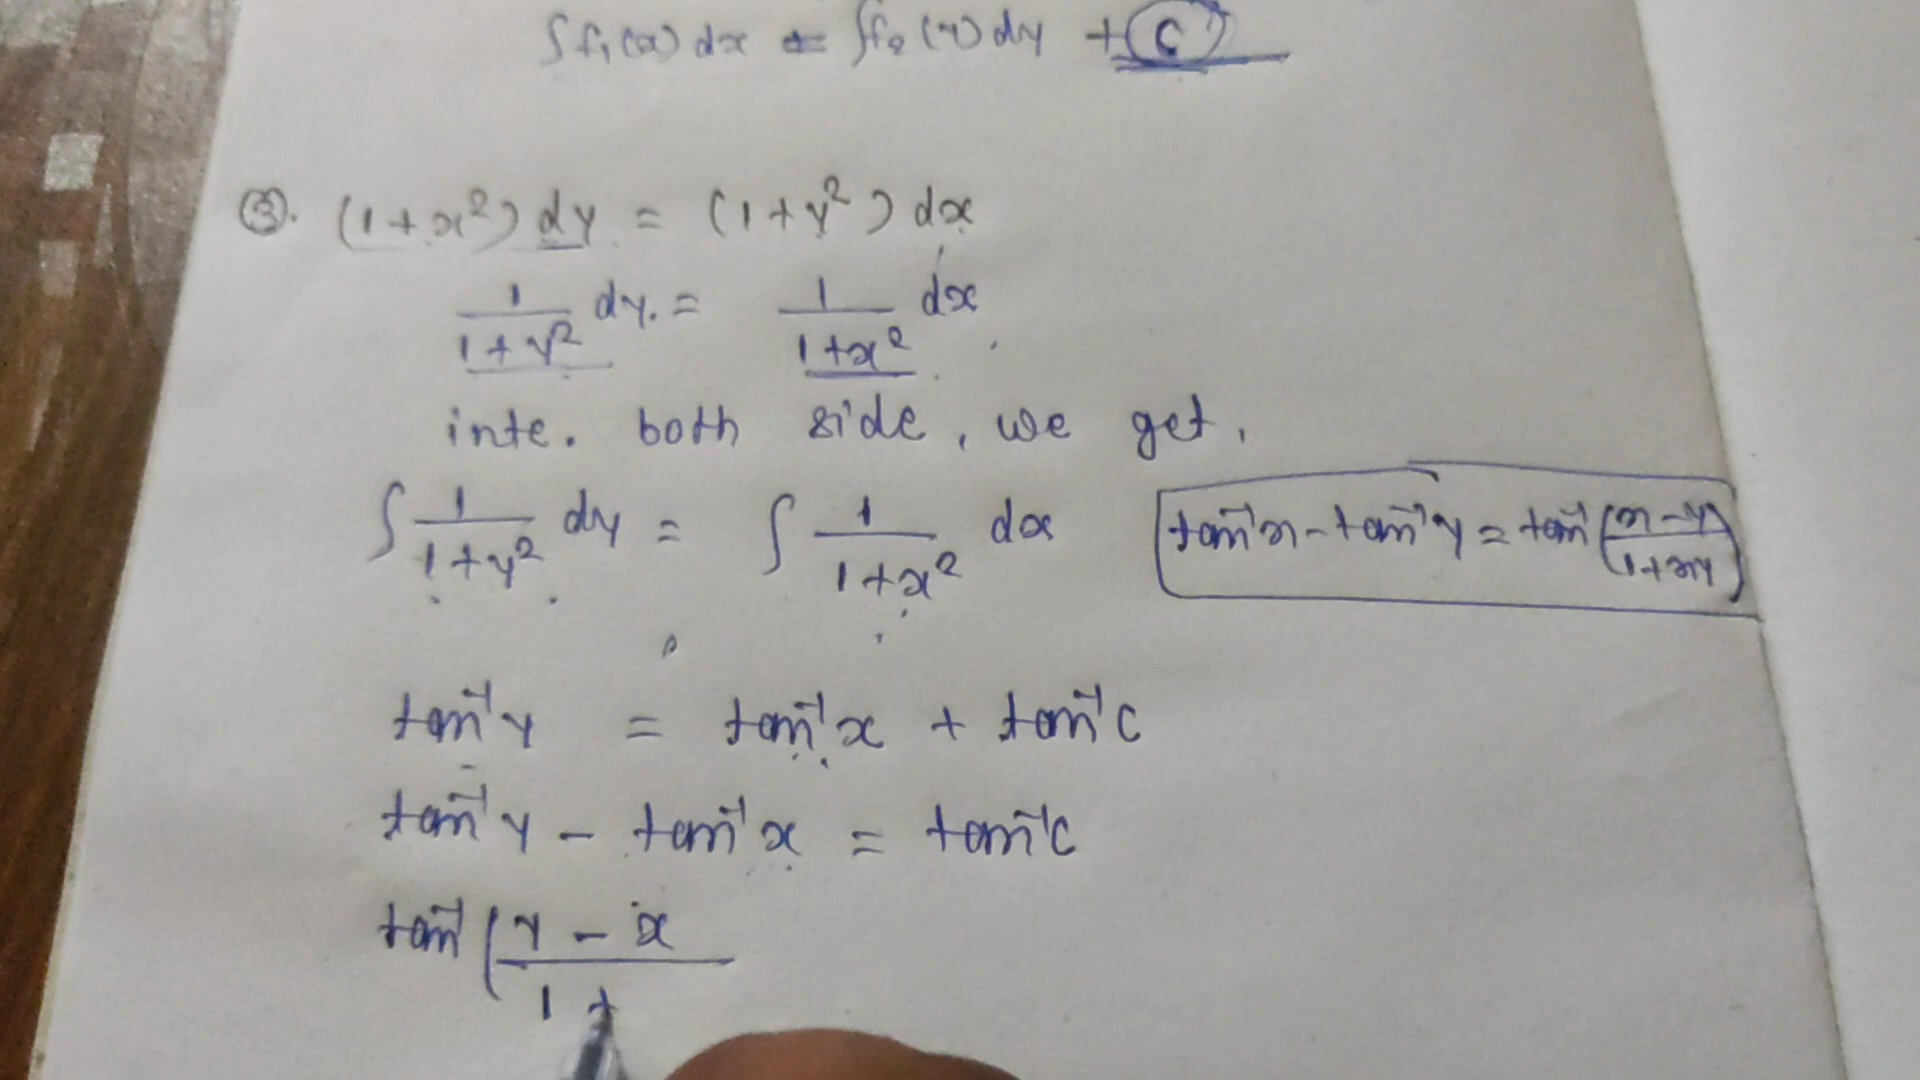 ∫f₁(x) dx = ∫f₂(y) dy + C
③. (1+x²) dy = (1+y²) dx
1/(1+y²) dy. = 1/(1+x²) dx
inte. both side, we get,
∫ 1/(1+y²) dy = ∫ 1/(1+x²) dx
tan⁻¹x - tan⁻¹y = tan⁻¹((x-y)/(1+xy))
tan⁻¹y = tan⁻¹x + tan⁻¹c
tan⁻¹y - tan⁻¹x = tan⁻¹c
tan⁻¹((y - x)/(1 +